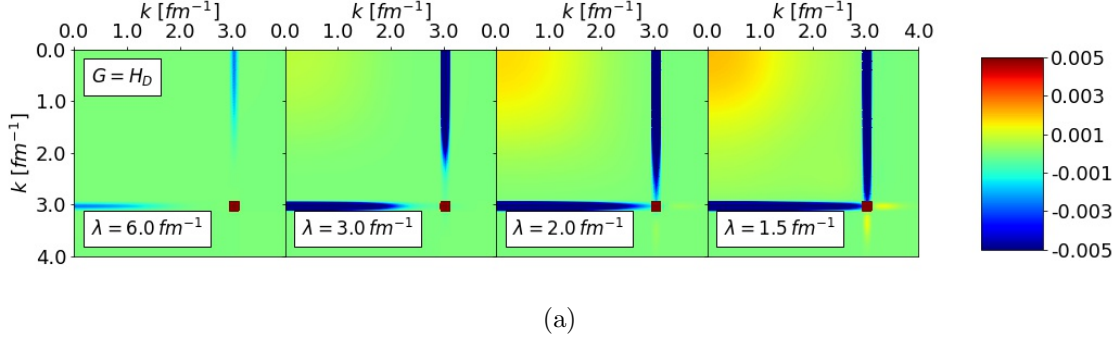 k [fm⁻¹] k [fm⁻¹] k [fm⁻¹] k [fm⁻¹]
0.0 1.0 2.0 3.0 0.0 1.0 2.0 3.0 0.0 1.0 2.0 3.0 0.0 1.0 2.0 3.0 4.0
k [fm⁻¹]
0.0
1.0
2.0
3.0
4.0
G = H_D
λ = 6.0 fm⁻¹
λ = 3.0 fm⁻¹
λ = 2.0 fm⁻¹
λ = 1.5 fm⁻¹
0.005
0.003
0.001
-0.001
-0.003
-0.005
(a)